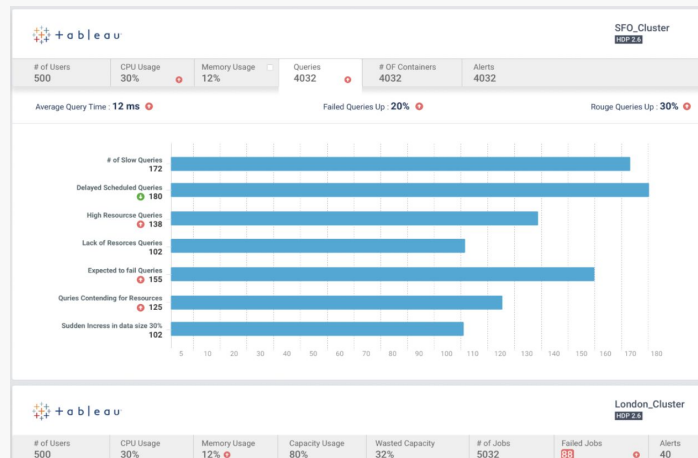 + a b l e a u
SFO_Cluster
HDP 2.6
# of Users
500
CPU Usage
30%
Memory Usage
12%
Queries
4032
# OF Containers
4032
Alerts
4032
Average Query Time : 12 ms
Failed Queries Up : 20%
Rouge Queries Up : 30%
# of Slow Queries
172
Delayed Scheduled Queries
180
High Resourcse Queries
138
Lack of Resorces Queries
102
Expected to fail Queries
155
Quries Contending for Resources
125
Sudden Incress in data size 30%
102
5 10 20 30 40 50 60 70 80 90 100 110 120 130 140 150 160 170 180
+ a b l e a u
London_Cluster
HDP 2.6
# of Users
500
CPU Usage
30%
Memory Usage
12%
Capacity Usage
80%
Wasted Capacity
32%
# of Jobs
5032
Failed Jobs
88
Alerts
40